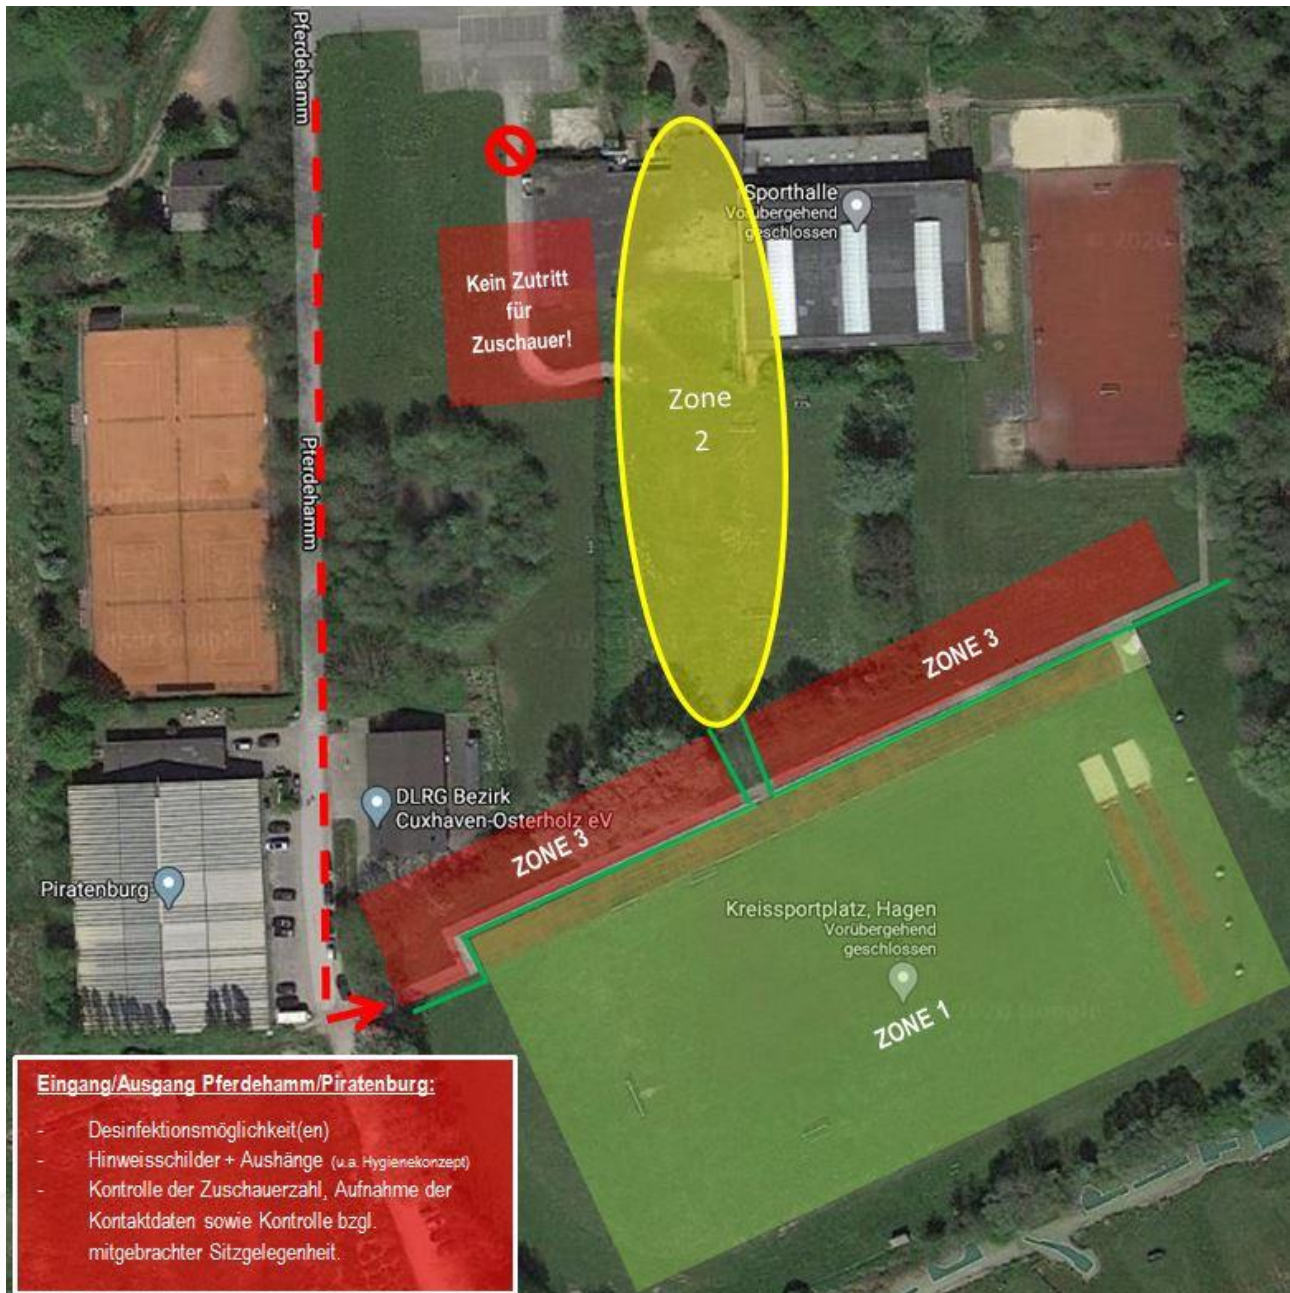 Pferdehamm
Sporthalle
Vorübergehend
geschlossen
Kein Zutritt
für
Zuschauer!
Zone
2
Pferdehamm
ZONE 3
DLRG Bezirk
Cuxhaven-Osterholz eV
ZONE 3
Piratenburg
Kreissportplatz, Hagen
Vorübergehend
geschlossen
ZONE 1
Eingang/Ausgang Pferdehamm/Piratenburg:
- Desinfektionsmöglichkeit(en)
- Hinweisschilder + Aushänge (u.a. Hygienekonzept)
- Kontrolle der Zuschauerzahl, Aufnahme der
Kontaktdaten sowie Kontrolle bzgl.
mitgebrachter Sitzgelegenheit.